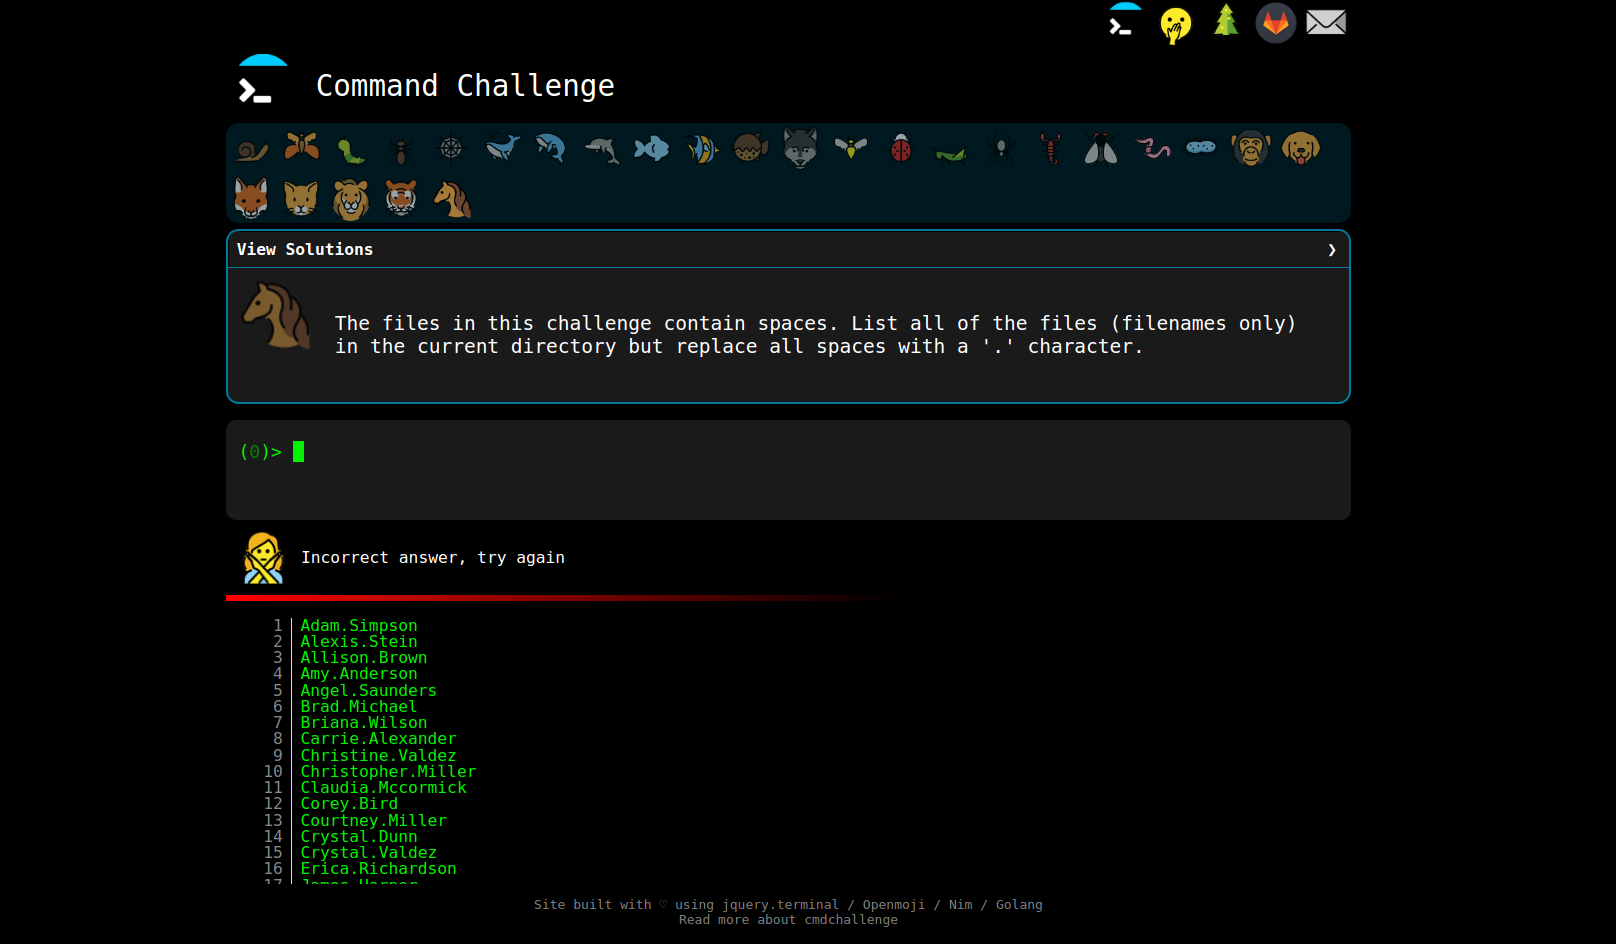 Command Challenge
View Solutions ❯
The files in this challenge contain spaces. List all of the files (filenames only)
in the current directory but replace all spaces with a '.' character.
(0)>
Incorrect answer, try again
1 Adam.Simpson
2 Alexis.Stein
3 Allison.Brown
4 Amy.Anderson
5 Angel.Saunders
6 Brad.Michael
7 Briana.Wilson
8 Carrie.Alexander
9 Christine.Valdez
10 Christopher.Miller
11 Claudia.Mccormick
12 Corey.Bird
13 Courtney.Miller
14 Crystal.Dunn
15 Crystal.Valdez
16 Erica.Richardson
17 James.Harper
Site built with ♡ using jquery.terminal / Openmoji / Nim / Golang
Read more about cmdchallenge